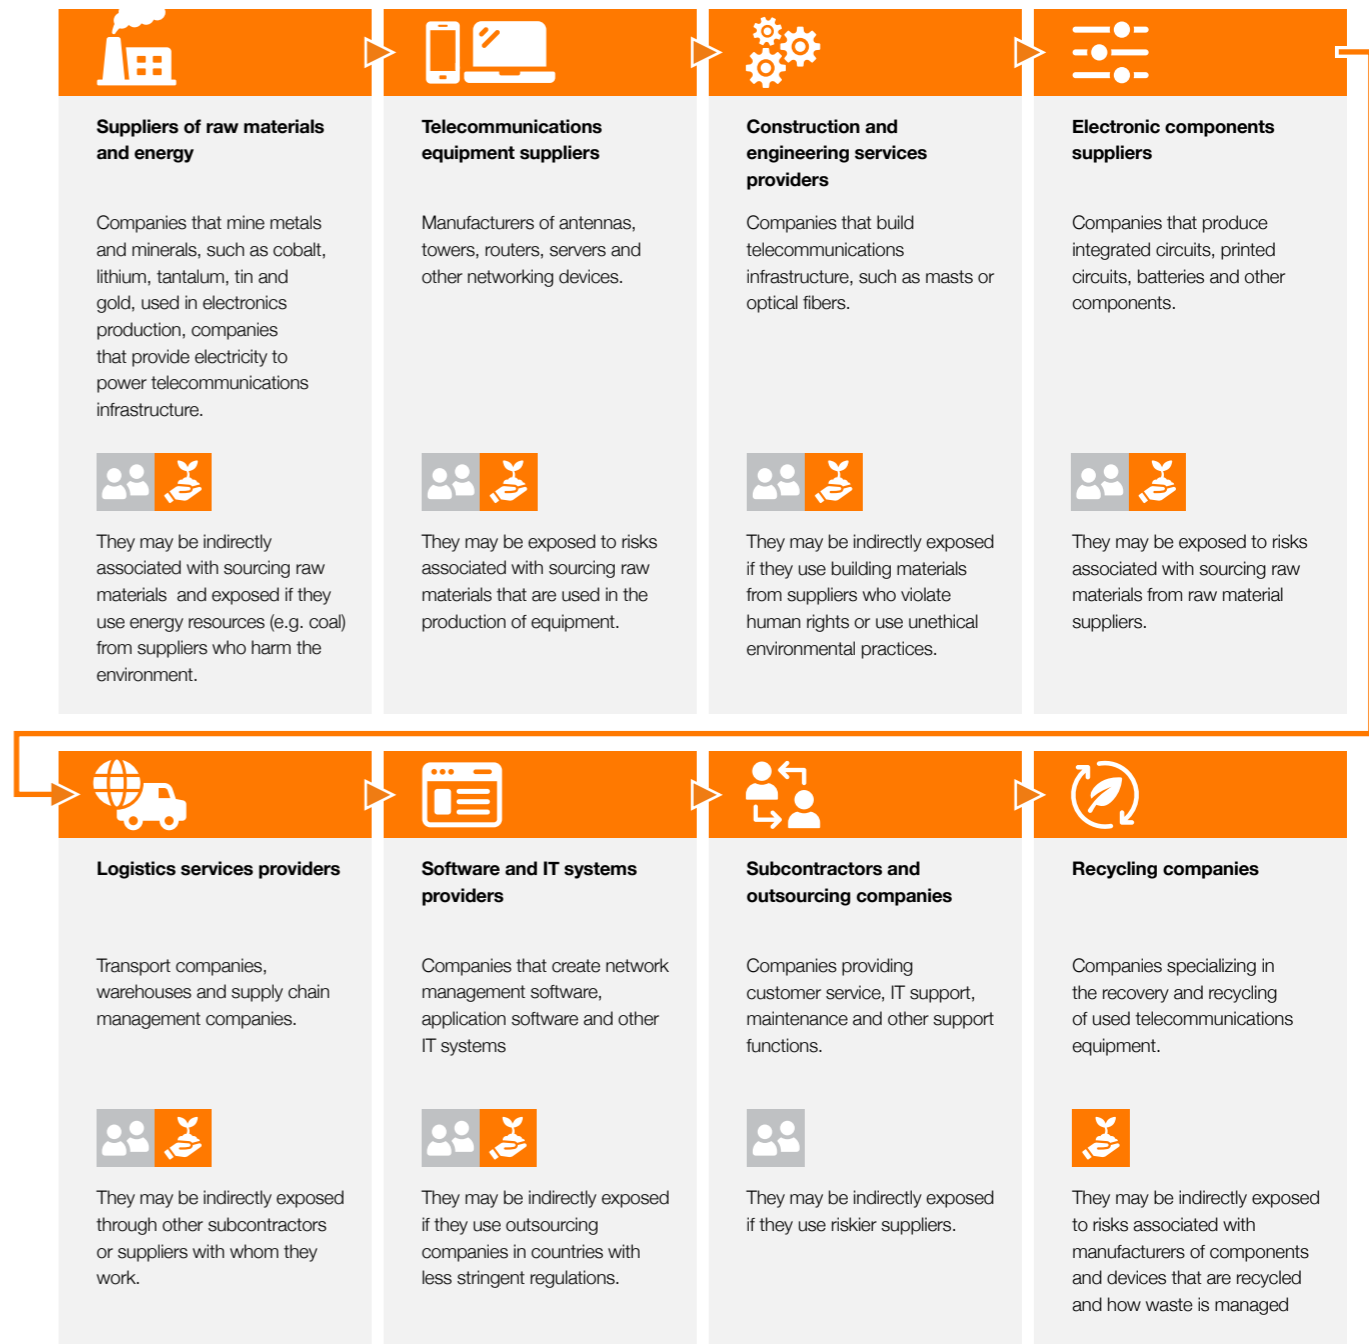 Suppliers of raw materials
and energy
Companies that mine metals
and minerals, such as cobalt,
lithium, tantalum, tin and
gold, used in electronics
production, companies
that provide electricity to
power telecommunications
infrastructure.
They may be indirectly
associated with sourcing raw
materials and exposed if they
use energy resources (e.g. coal)
from suppliers who harm the
environment.
Telecommunications
equipment suppliers
Manufacturers of antennas,
towers, routers, servers and
other networking devices.
They may be exposed to risks
associated with sourcing raw
materials that are used in the
production of equipment.
Construction and
engineering services
providers
Companies that build
telecommunications
infrastructure, such as masts or
optical fibers.
They may be indirectly exposed
if they use building materials
from suppliers who violate
human rights or use unethical
environmental practices.
Electronic components
suppliers
Companies that produce
integrated circuits, printed
circuits, batteries and other
components.
They may be exposed to risks
associated with sourcing raw
materials from raw material
suppliers.
Logistics services providers
Transport companies,
warehouses and supply chain
management companies.
They may be indirectly exposed
through other subcontractors
or suppliers with whom they
work.
Software and IT systems
providers
Companies that create network
management software,
application software and other
IT systems
They may be indirectly exposed
if they use outsourcing
companies in countries with
less stringent regulations.
Subcontractors and
outsourcing companies
Companies providing
customer service, IT support,
maintenance and other support
functions.
They may be indirectly exposed
if they use riskier suppliers.
Recycling companies
Companies specializing in
the recovery and recycling
of used telecommunications
equipment.
They may be indirectly exposed
to risks associated with
manufacturers of components
and devices that are recycled
and how waste is managed